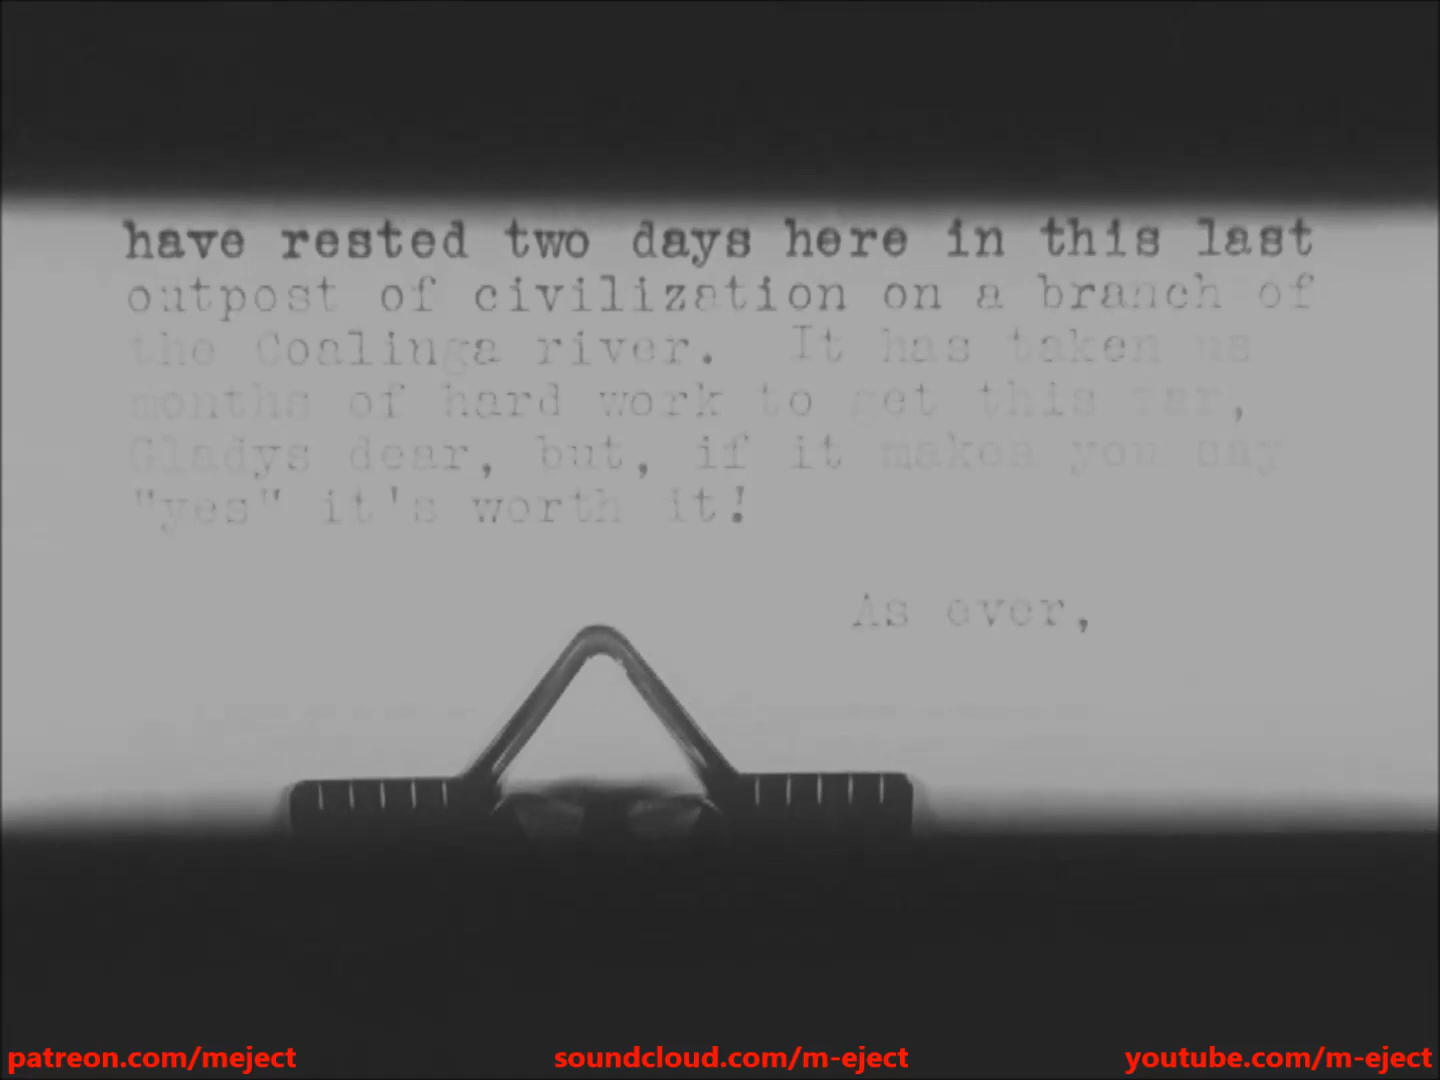 have rested two days here in this last
outpost of civilization on a branch of
the Coalinga river. It has taken us
months of hard work to get this far,
Gladys dear, but, if it makes you say
"yes" it's worth it!
As ever,
patreon.com/meject
soundcloud.com/m-eject
youtube.com/m-eject